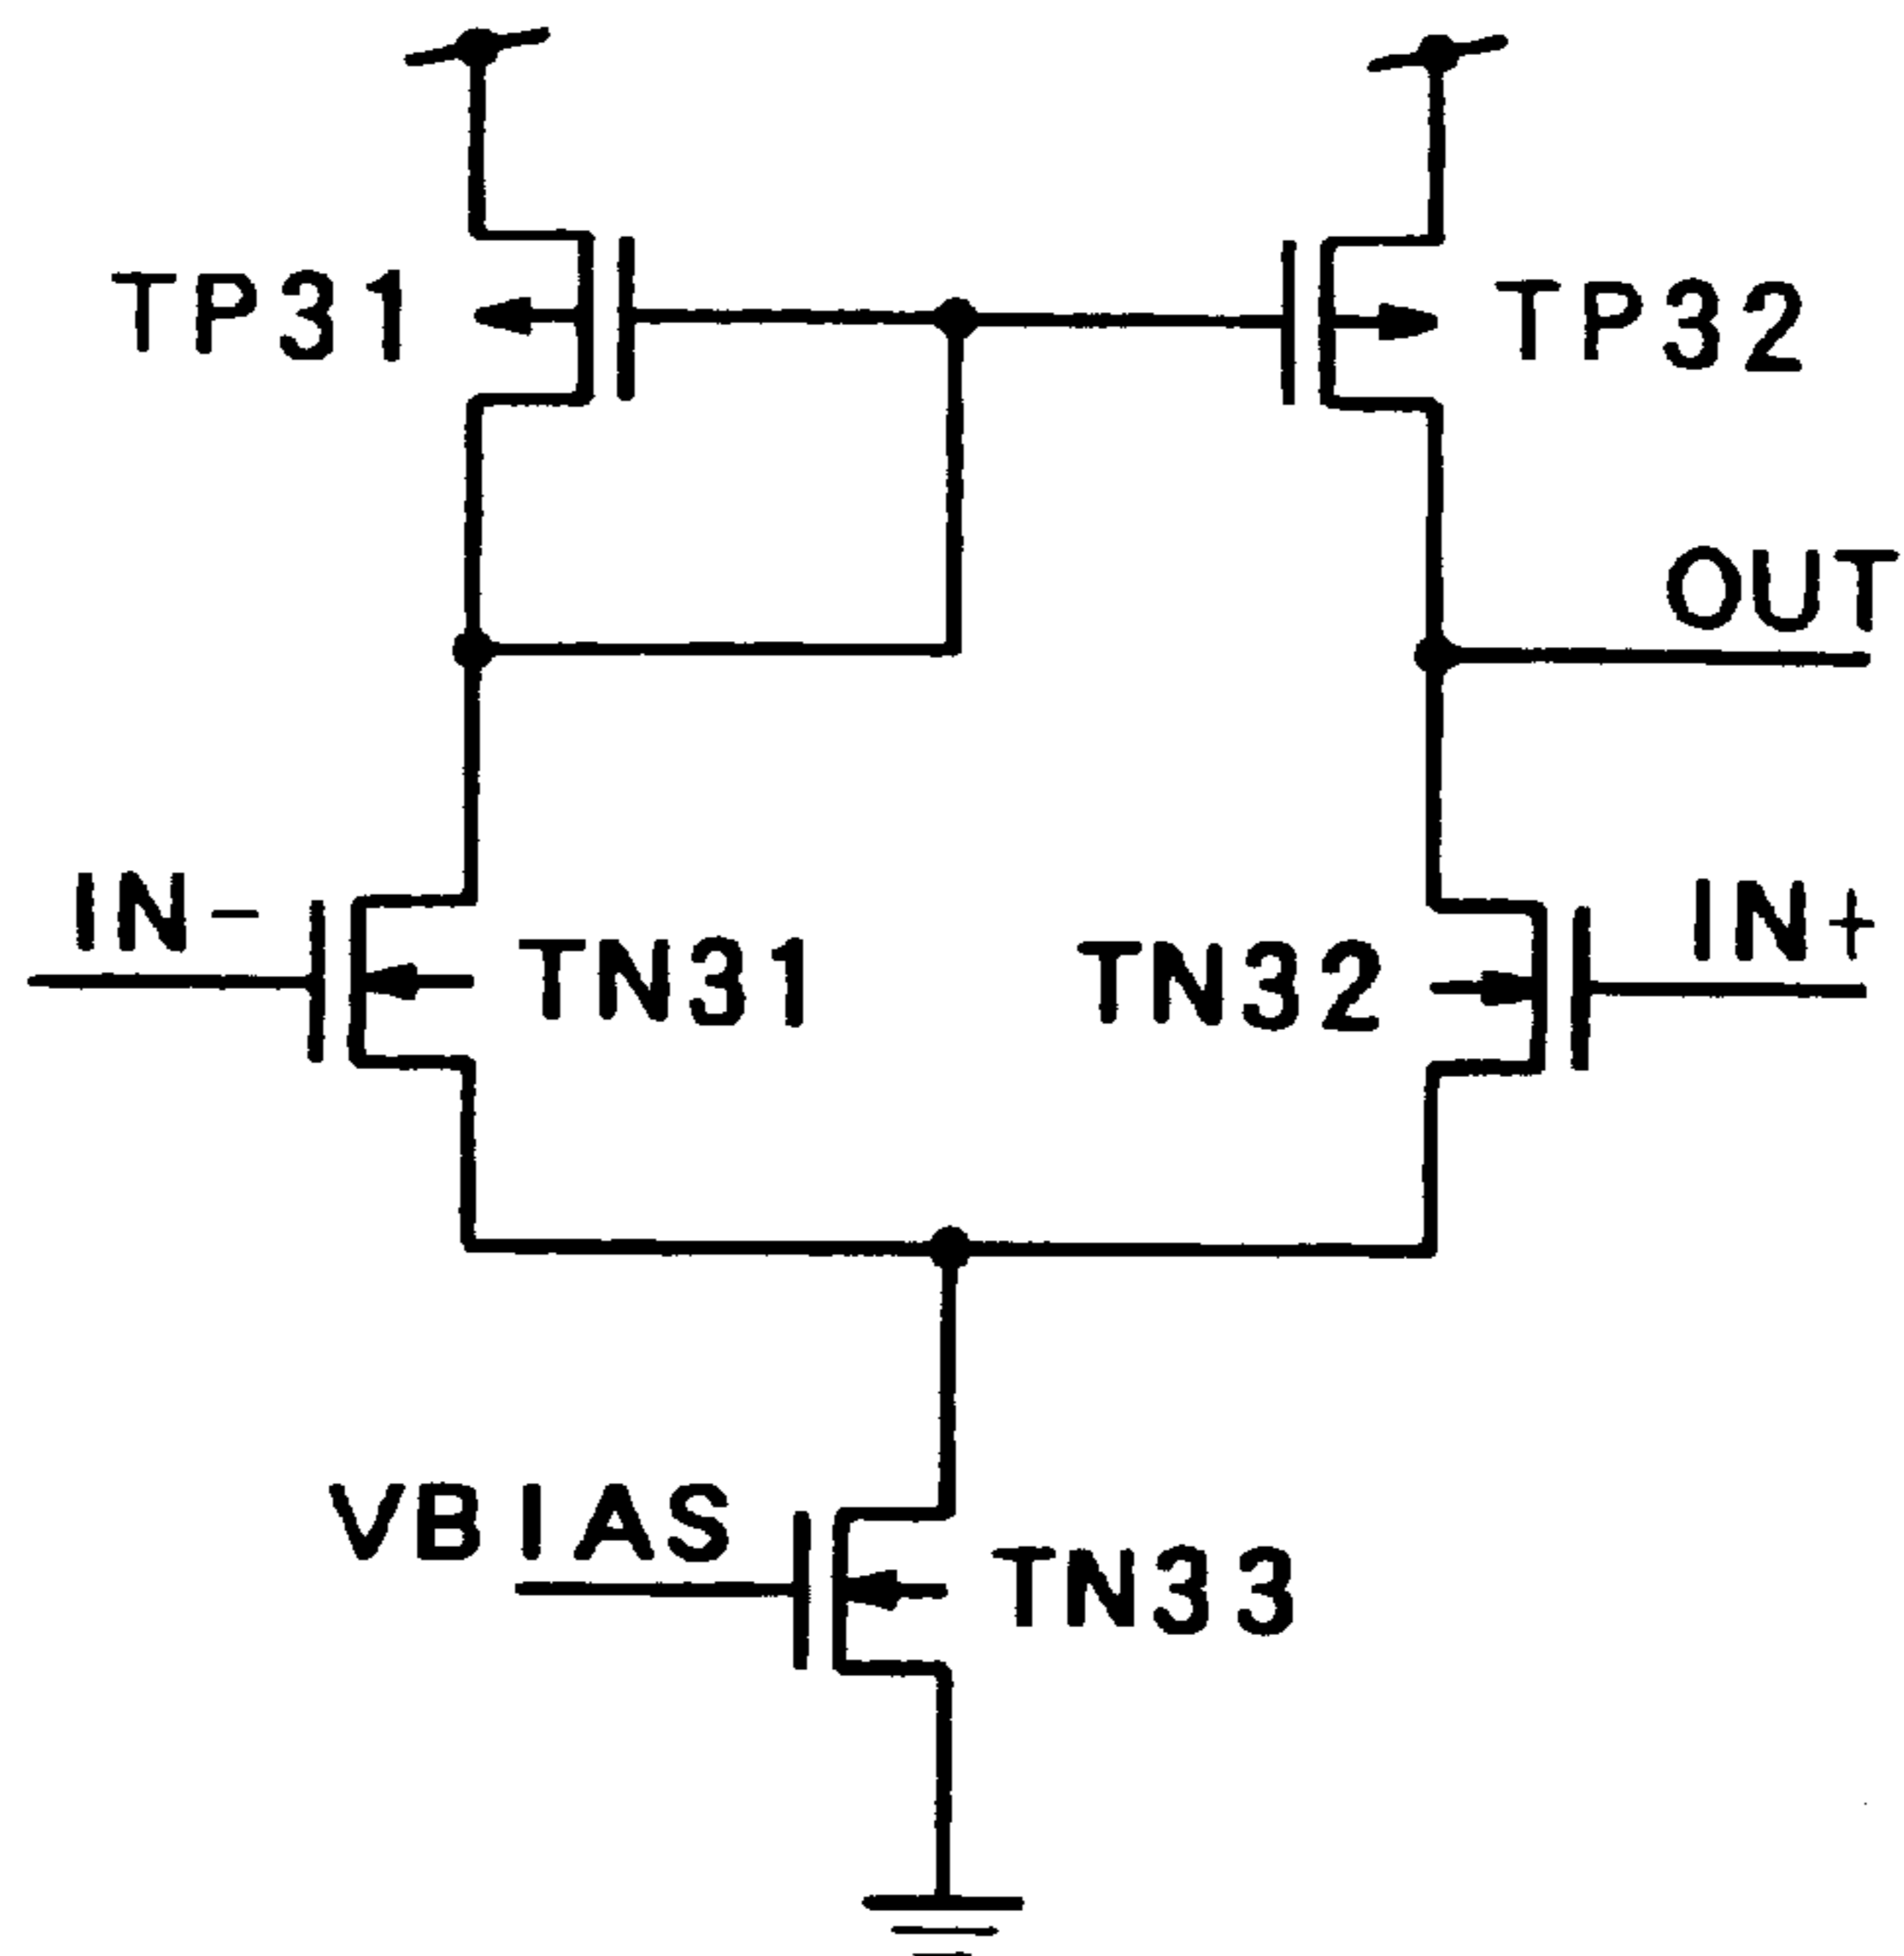 TP31
TP32
OUT
IN-
TN31
TN32
IN+
VBIAS
TN33